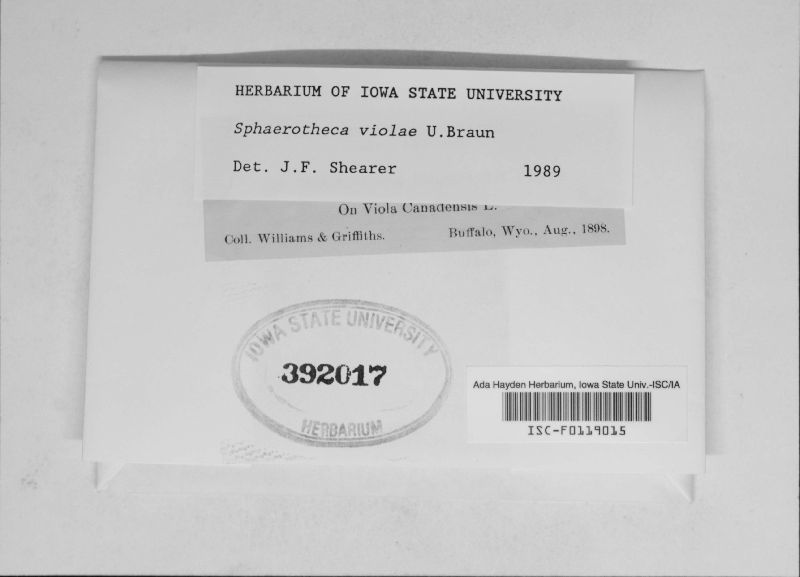 HERBARIUM OF IOWA STATE UNIVERSITY
Sphaerotheca violae U.Braun
Det. J.F. Shearer 1989
On Viola Canadensis L.
Coll. Williams & Griffiths. Buffalo, Wyo., Aug., 1898.
IOWA STATE UNIVERSITY
392017
HERBARIUM
Ada Hayden Herbarium, Iowa State Univ.-ISC/IA
ISC-F0119015